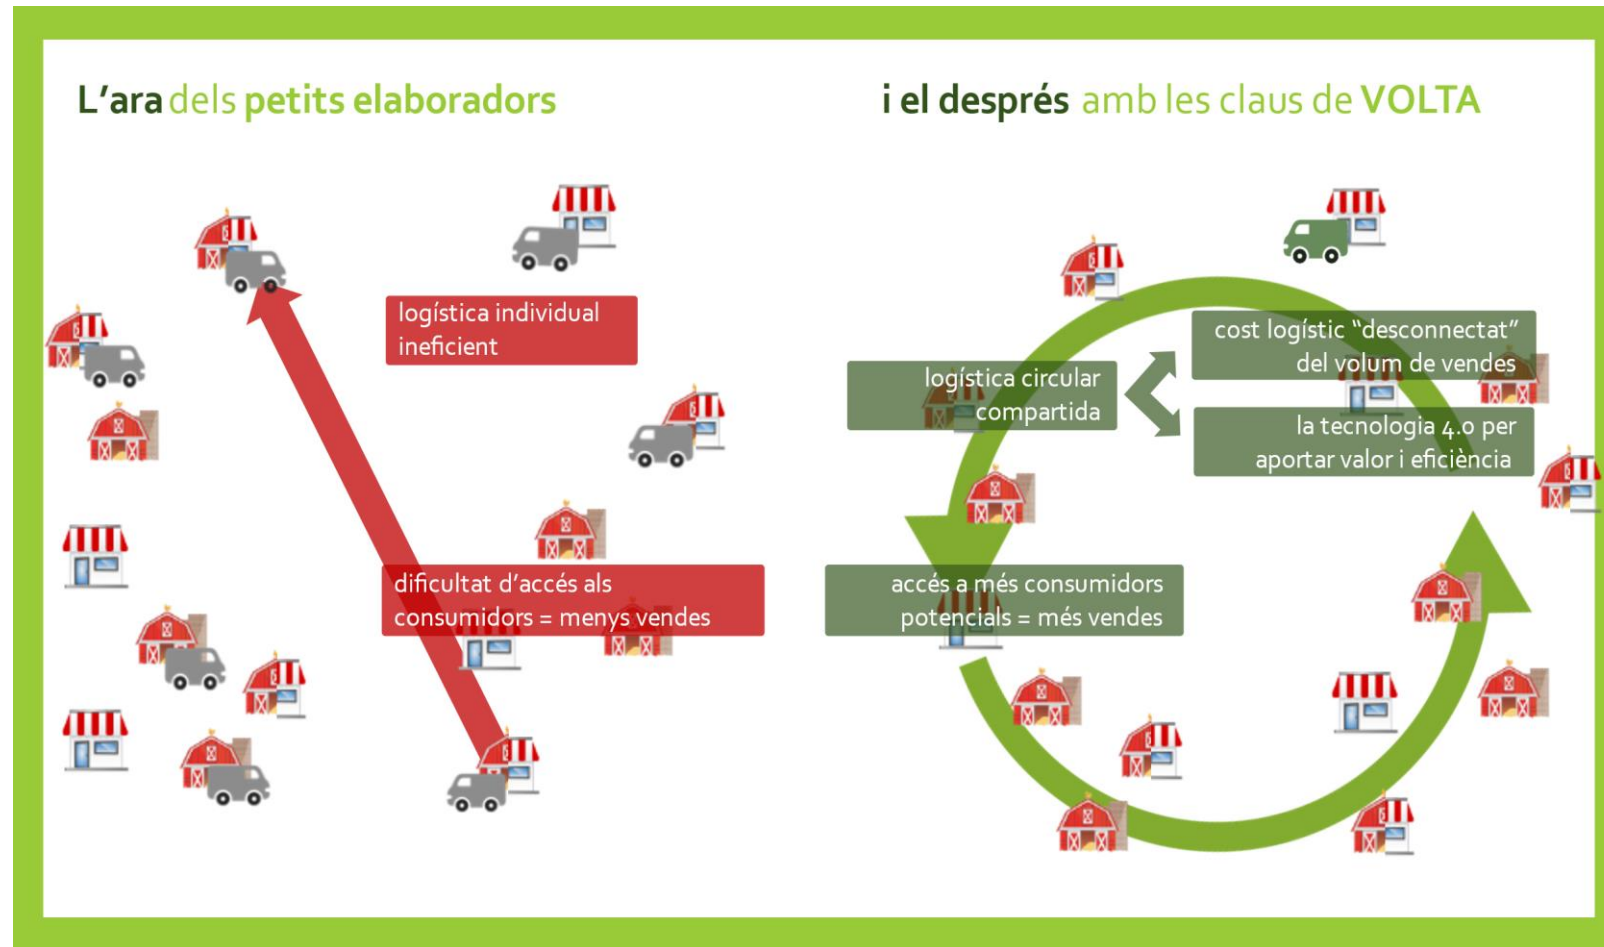 L'ara dels petits elaboradors
logística individual
ineficient
dificultat d'accés als
consumidors = menys vendes
i el després amb les claus de VOLTA
cost logístic “desconnectat”
del volum de vendes
logística circular
compartida
la tecnologia 4.0 per
aportar valor i eficiència
accés a més consumidors
potencials = més vendes